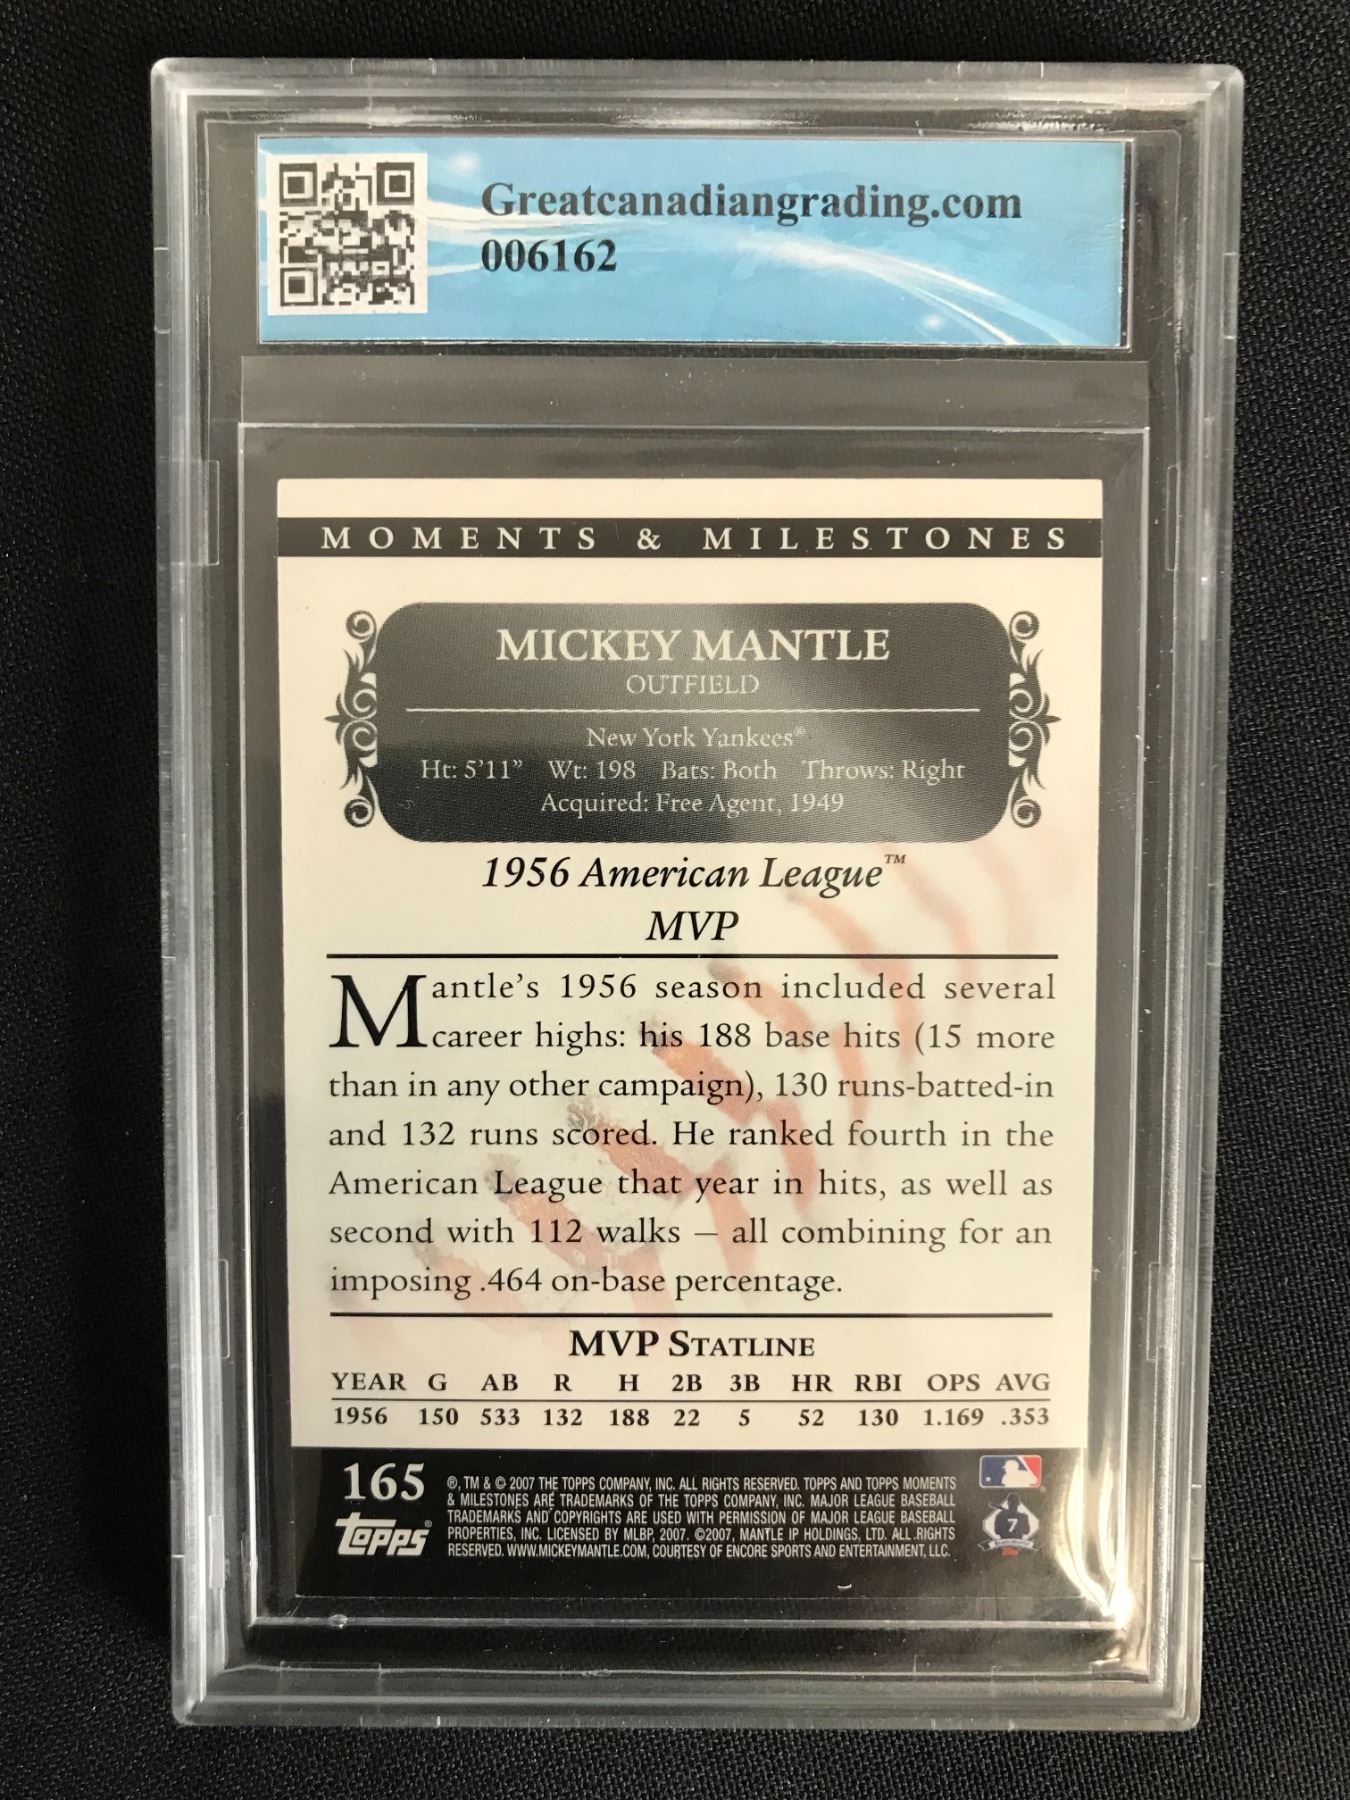 Greatcanadiangrading.com
006162
MOMENTS & MILESTONES
MICKEY MANTLE
OUTFIELD
New York Yankees®
Ht: 5'11" Wt: 198 Bats: Both Throws: Right
Acquired: Free Agent, 1949
1956 American League™
MVP
Mantle's 1956 season included several
career highs: his 188 base hits (15 more
than in any other campaign), 130 runs-batted-in
and 132 runs scored. He ranked fourth in the
American League that year in hits, as well as
second with 112 walks – all combining for an
imposing .464 on-base percentage.
MVP STATLINE
YEAR G AB R H 2B 3B HR RBI OPS AVG
1956 150 533 132 188 22 5 52 130 1.169 .353
165
®, TM & © 2007 THE TOPPS COMPANY, INC. ALL RIGHTS RESERVED. TOPPS AND TOPPS MOMENTS
& MILESTONES ARE TRADEMARKS OF THE TOPPS COMPANY, INC. MAJOR LEAGUE BASEBALL
TRADEMARKS AND COPYRIGHTS ARE USED WITH PERMISSION OF MAJOR LEAGUE BASEBALL
PROPERTIES, INC. LICENSED BY MLBP, 2007. ©2007, MANTLE IP HOLDINGS, LTD. ALL RIGHTS
RESERVED. WWW.MICKEYMANTLE.COM, COURTESY OF ENCORE SPORTS AND ENTERTAINMENT, LLC.
Topps®
7